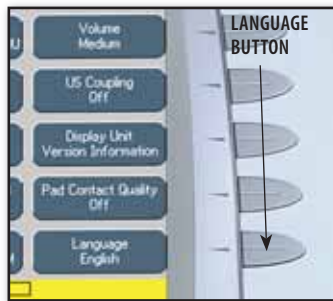 Volume
Medium
LANGUAGE
BUTTON
US Coupling
Off
Display Unit
Version Information
Pad Contact Quality
Off
Language
English